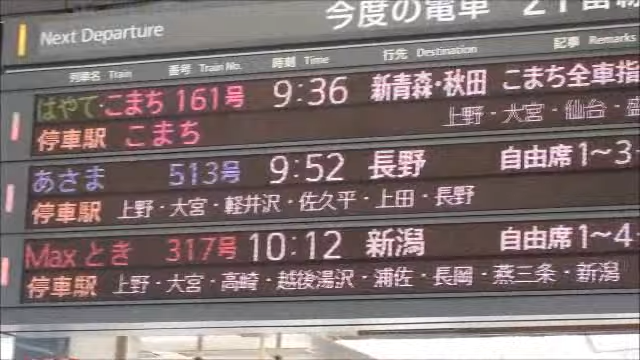 Next Departure 今度の電車 21番線
列車名 Train 番号 Train No. 時刻 Time 行先 Destination 記事 Remarks
はやて・こまち 161号 9:36 新青森・秋田 こまち全車指
停車駅 こまち 上野・大宮・仙台・盛
あさま 513号 9:52 長野 自由席1~3
停車駅 上野・大宮・軽井沢・佐久平・上田・長野
Maxとき 317号 10:12 新潟 自由席1~4
停車駅 上野・大宮・高崎・越後湯沢・浦佐・長岡・燕三条・新潟